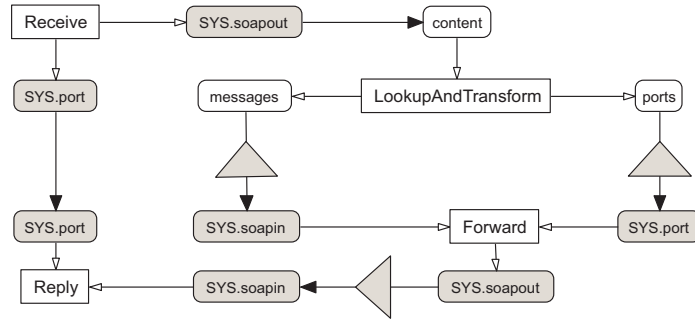 Receive
SYS.soapout
content
SYS.port
messages
LookupAndTransform
ports
SYS.port
SYS.soapin
Forward
SYS.port
Reply
SYS.soapin
SYS.soapout